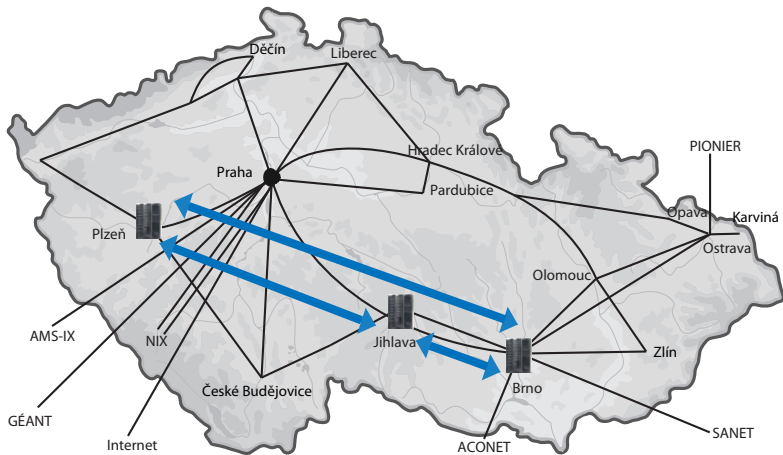 Děčín
Liberec
Hradec Králové
PIONIER
Praha
Pardubice
Opava
Karviná
Plzeň
Ostrava
Olomouc
AMS-IX
NIX
Jihlava
Zlín
České Budějovice
Brno
GÉANT
Internet
ACONET
SANET